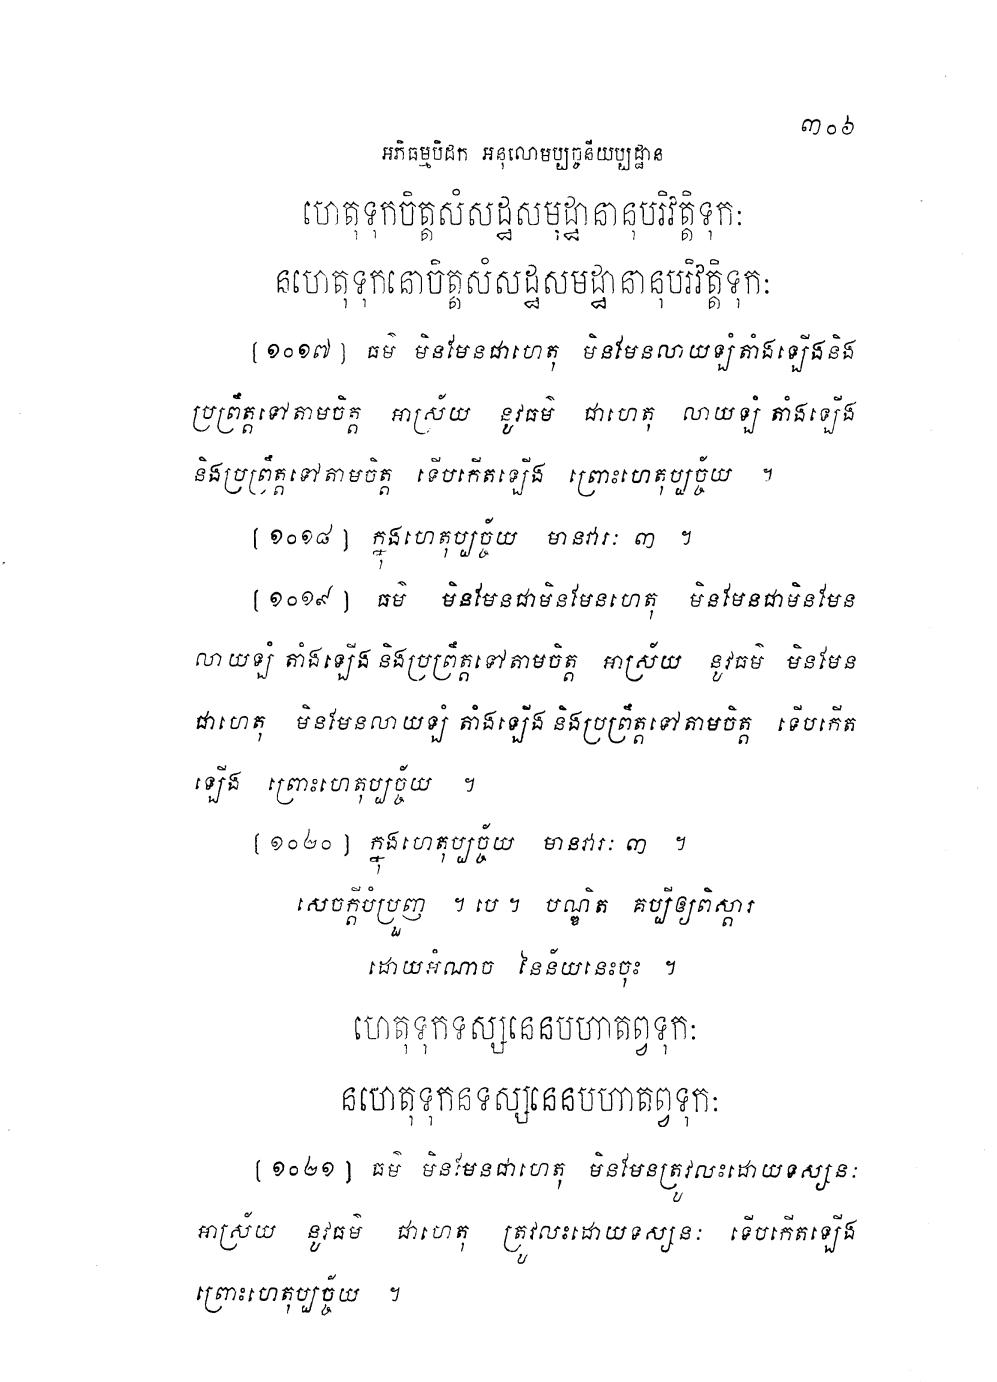 ៣០៦
អភិធម្មបិដក អនុលោមប្បច្ចនីយប្បដ្ឋាន
ហេតុទុកចិត្តសំសដ្ឋសមុដ្ឋានានុបរិវត្តិទុកៈ
នហេតុទុកនោចិត្តសំសដ្ឋសមដ្ឋានានុបរិវត្តិទុកៈ
[១០១៧] ធម៌ មិនមែនជាហេតុ មិនមែនលាយឡំតាំងឡើងនិង
ប្រព្រឹត្តទៅតាមចិត្ត អាស្រ័យ នូវធម៌ ជាហេតុ លាយឡំ តាំងឡើង
និងប្រព្រឹត្តទៅតាមចិត្ត ទើបកើតឡើង ព្រោះហេតុប្បច្ច័យ ។
[១០១៨] ក្នុងហេតុប្បច្ច័យ មានវារៈ ៣ ។
[១០១៩] ធម៌ មិនមែនជាមិនមែនហេតុ មិនមែនជាមិនមែន
លាយឡំ តាំងឡើង និងប្រព្រឹត្តទៅតាមចិត្ត អាស្រ័យ នូវធម៌ មិនមែន
ជាហេតុ មិនមែនលាយឡំ តាំងឡើង និងប្រព្រឹត្តទៅតាមចិត្ត ទើបកើត
ឡើង ព្រោះហេតុប្បច្ច័យ ។
[១០២០] ក្នុងហេតុប្បច្ច័យ មានវារៈ ៣ ។
សេចក្តីបំប្រួញ ។ បេ ។ បណ្ឌិត គប្បីឲ្យពិស្តារ
ដោយអំណាច នៃន័យនេះចុះ ។
ហេតុទុកទស្សនេនបហាតព្វទុកៈ
នហេតុទុកនទស្សនេនបហាតព្វទុកៈ
[១០២១] ធម៌ មិនមែនជាហេតុ មិនមែនត្រូវលះដោយទស្សនៈ
អាស្រ័យ នូវធម៌ ជាហេតុ ត្រូវលះដោយទស្សនៈ ទើបកើតឡើង
ព្រោះហេតុប្បច្ច័យ ។